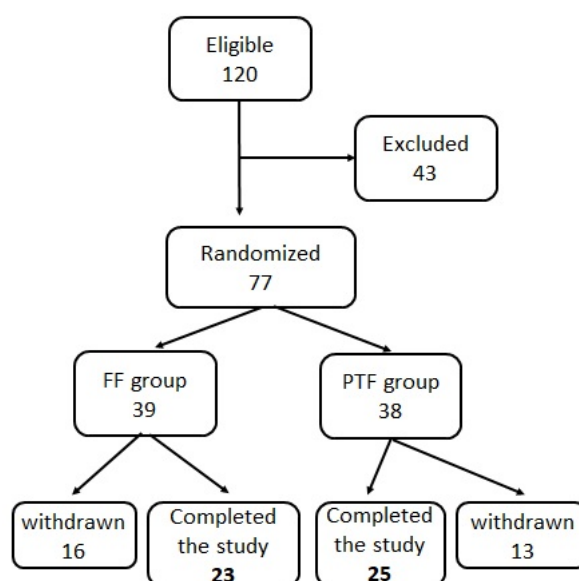 Eligible
120
Excluded
43
Randomized
77
FF group
39
PTF group
38
withdrawn
16
Completed
the study
23
Completed
the study
25
withdrawn
13